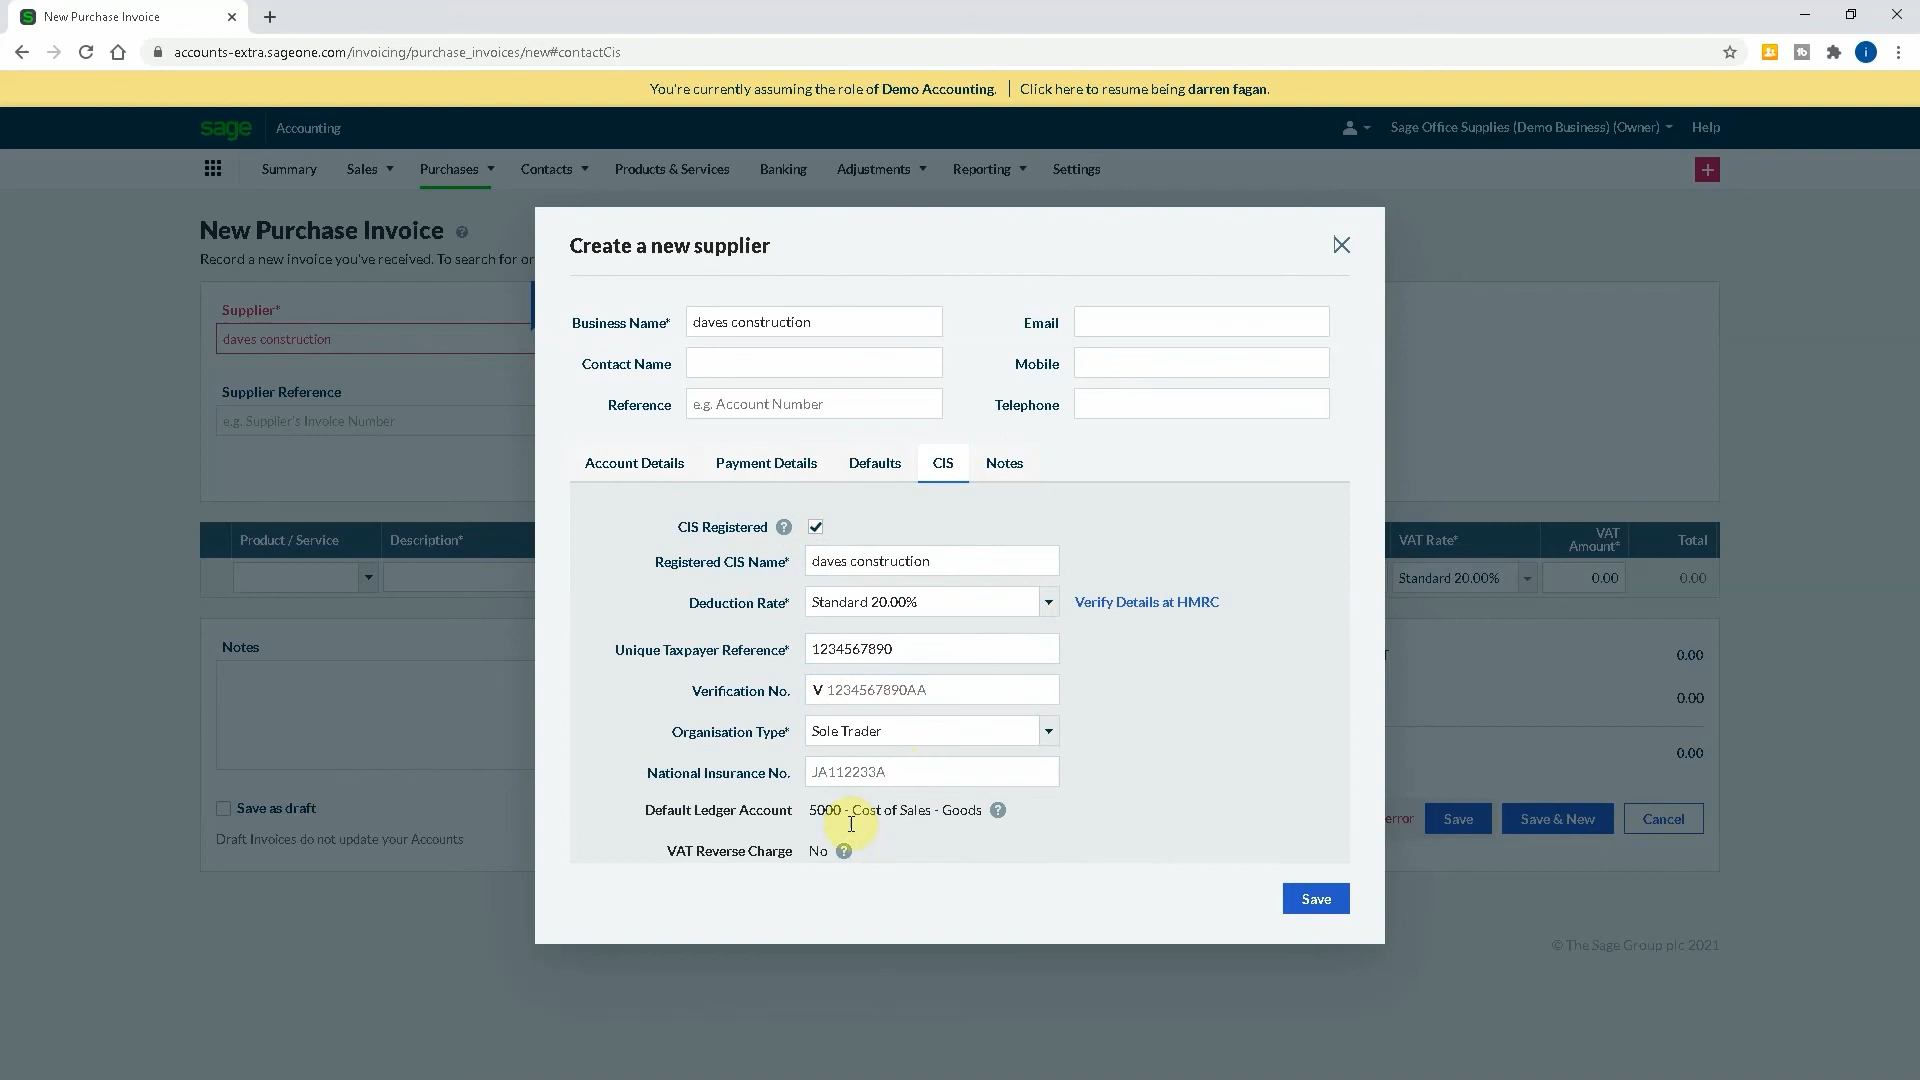 New Purchase Invoice
accounts-extra.sageone.com/invoicing/purchase_invoices/new#contactCis
You're currently assuming the role of Demo Accounting. | Click here to resume being darren fagan.
sage Accounting Sage Office Supplies (Demo Business) (Owner) Help
Summary Sales Purchases Contacts Products & Services Banking Adjustments Reporting Settings
New Purchase Invoice
Record a new invoice you've received. To search for or
Supplier*
daves construction
Supplier Reference
e.g. Supplier's Invoice Number
Product / Service Description* VAT Rate* VAT Amount* Total
Standard 20.00% 0.00 0.00
Notes
0.00
0.00
0.00
Save as draft
Draft Invoices do not update your Accounts
error Save Save & New Cancel
© The Sage Group plc 2021
Create a new supplier
Business Name* daves construction Email
Contact Name Mobile
Reference e.g. Account Number Telephone
Account Details Payment Details Defaults CIS Notes
CIS Registered
Registered CIS Name* daves construction
Deduction Rate* Standard 20.00% Verify Details at HMRC
Unique Taxpayer Reference* 1234567890
Verification No. V 1234567890AA
Organisation Type* Sole Trader
National Insurance No. JA112233A
Default Ledger Account 5000 - Cost of Sales - Goods
VAT Reverse Charge No
Save